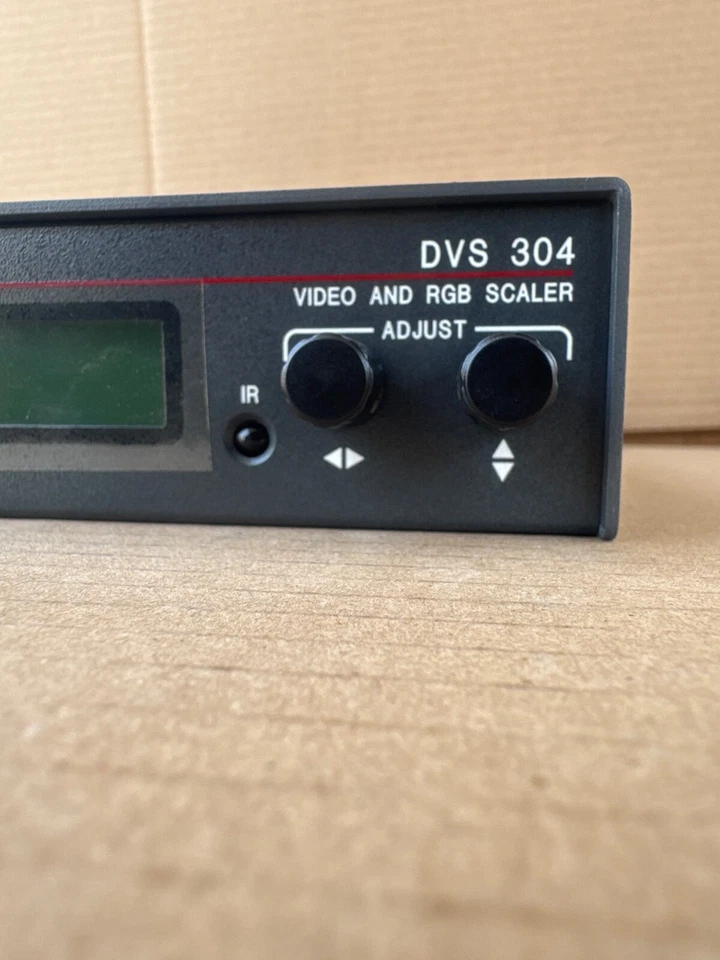 DVS 304
VIDEO AND RGB SCALER
ADJUST
IR